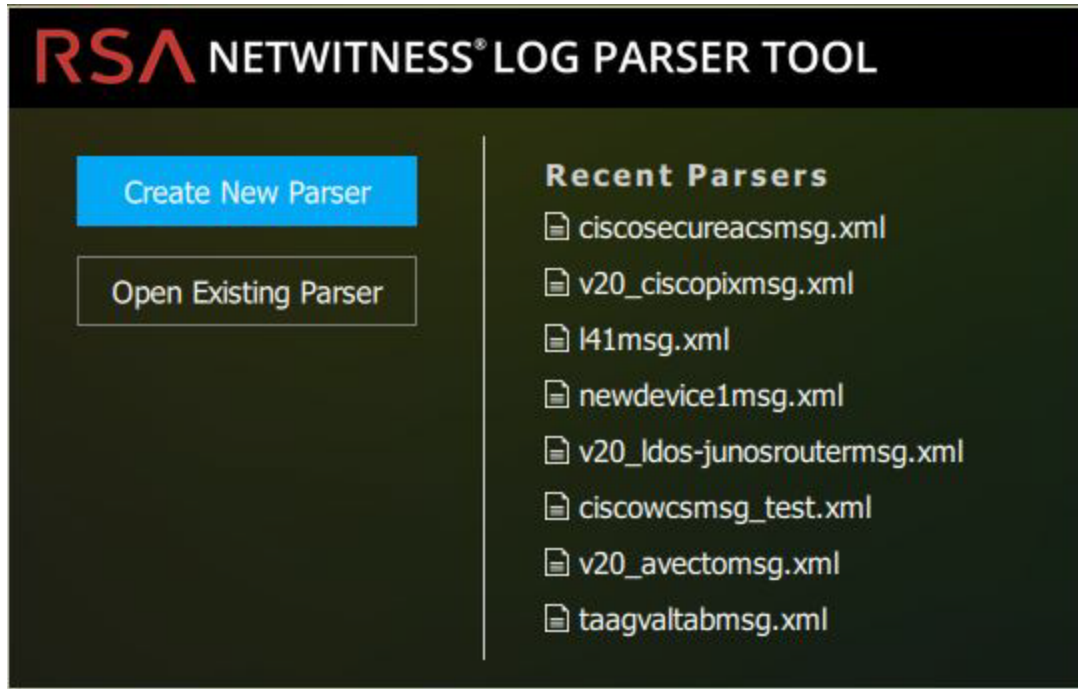 RSA NETWITNESS® LOG PARSER TOOL
Create New Parser
Open Existing Parser
Recent Parsers
ciscosecureacsmsg.xml
v20_ciscopixmsg.xml
l41msg.xml
newdevice1msg.xml
v20_ldos-junosroutermsg.xml
ciscowcsmsg_test.xml
v20_avectomsg.xml
taagvaltabmsg.xml